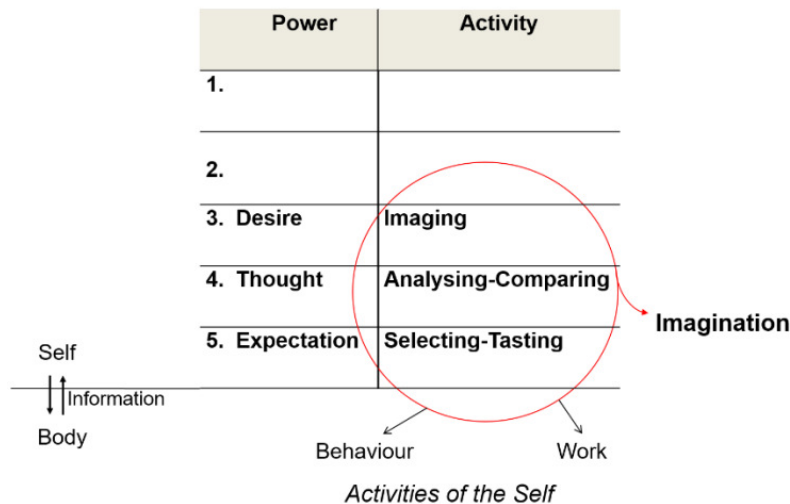 Power Activity
1.
2.
3. Desire Imaging
4. Thought Analysing-Comparing
Imagination
5. Expectation Selecting-Tasting
Self
Information
Body
Behaviour Work
Activities of the Self